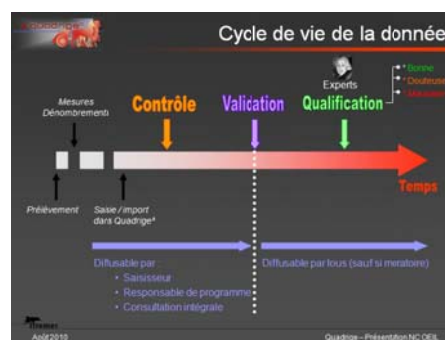 Cycle de vie de la donnée
Experts
* Bonne
* Douteuse
* Mauvaise
Mesures
Dénombrements
Contrôle
Validation
Qualification
Temps
Prélèvement
Saisie / import
dans Quadrige²
Diffusable par :
• Saisisseur
• Responsable de programme
• Consultation intégrale
Diffusable par tous (sauf si moratoire)
Ifremer
Août 2010
Quadrige – Présentation NC OEIL